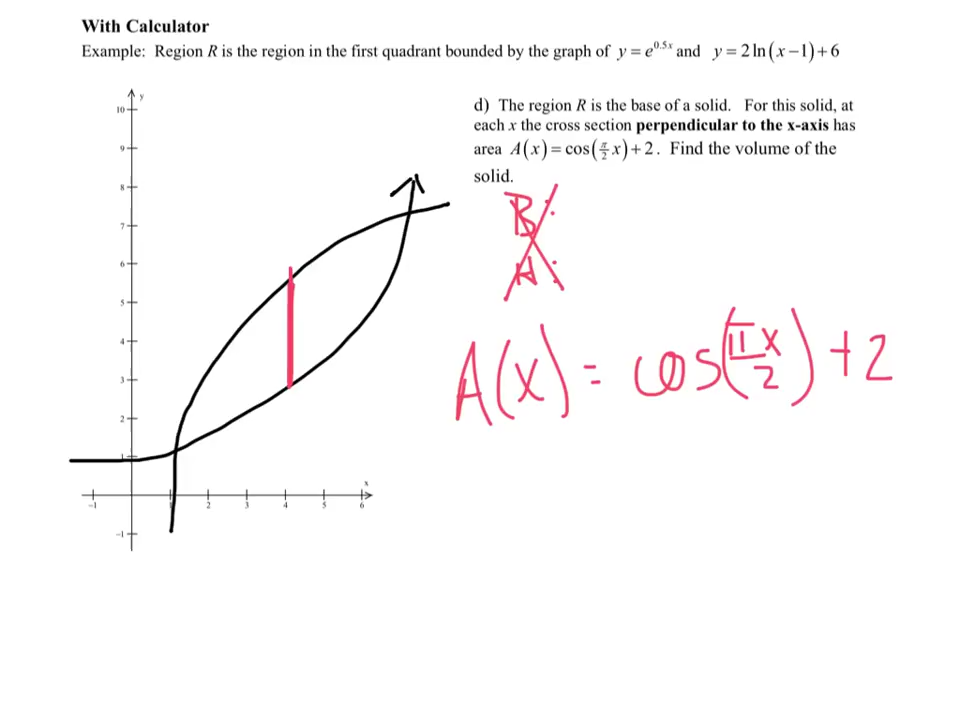 With Calculator
Example: Region R is the region in the first quadrant bounded by the graph of y = e^{0.5x} and y = 2 ln(x − 1) + 6
d) The region R is the base of a solid. For this solid, at
each x the cross section perpendicular to the x-axis has
area A(x) = cos(π/2 x) + 2. Find the volume of the
solid.
B:
A:
A(x) = cos(πx/2) + 2
y
10
9
8
7
6
5
4
3
2
1
−1
x
−1
2
3
4
5
6